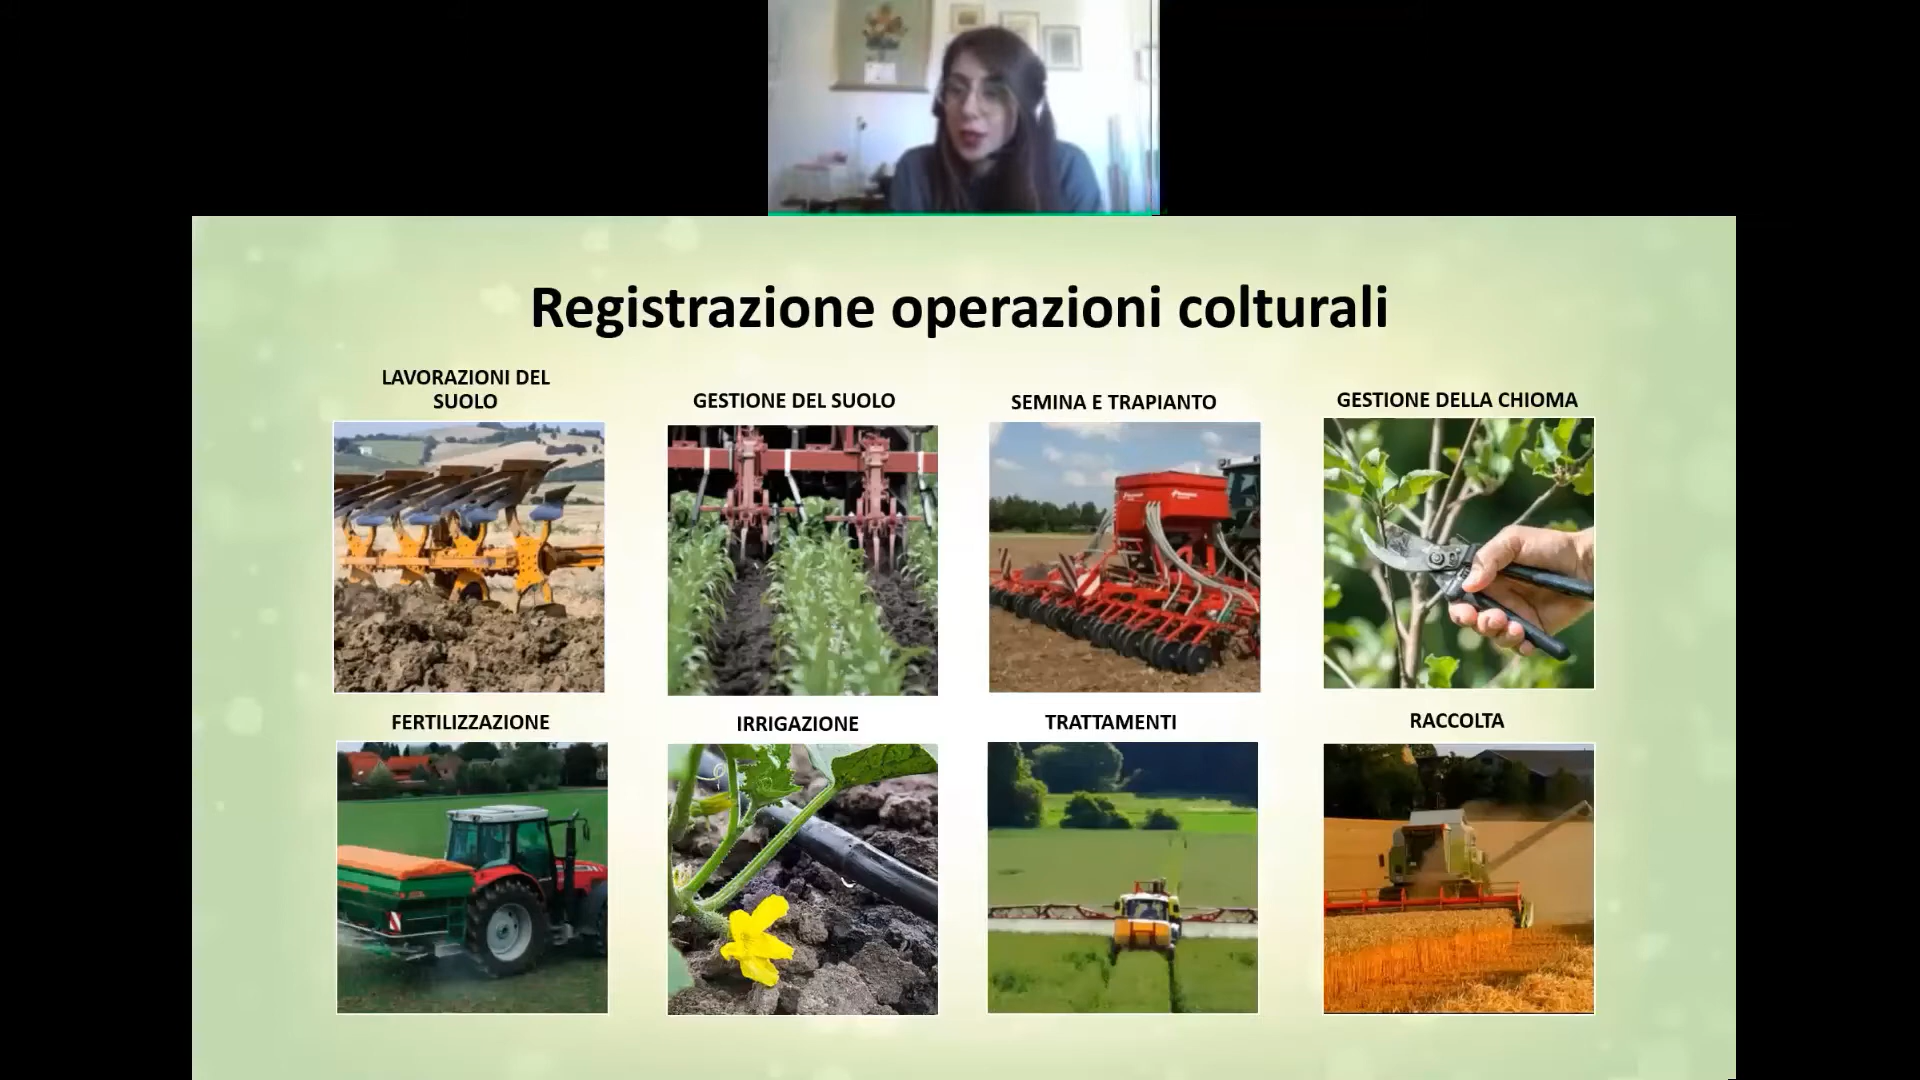 Registrazione operazioni colturali
LAVORAZIONI DEL
SUOLO
GESTIONE DEL SUOLO
SEMINA E TRAPIANTO
GESTIONE DELLA CHIOMA
FERTILIZZAZIONE
IRRIGAZIONE
TRATTAMENTI
RACCOLTA